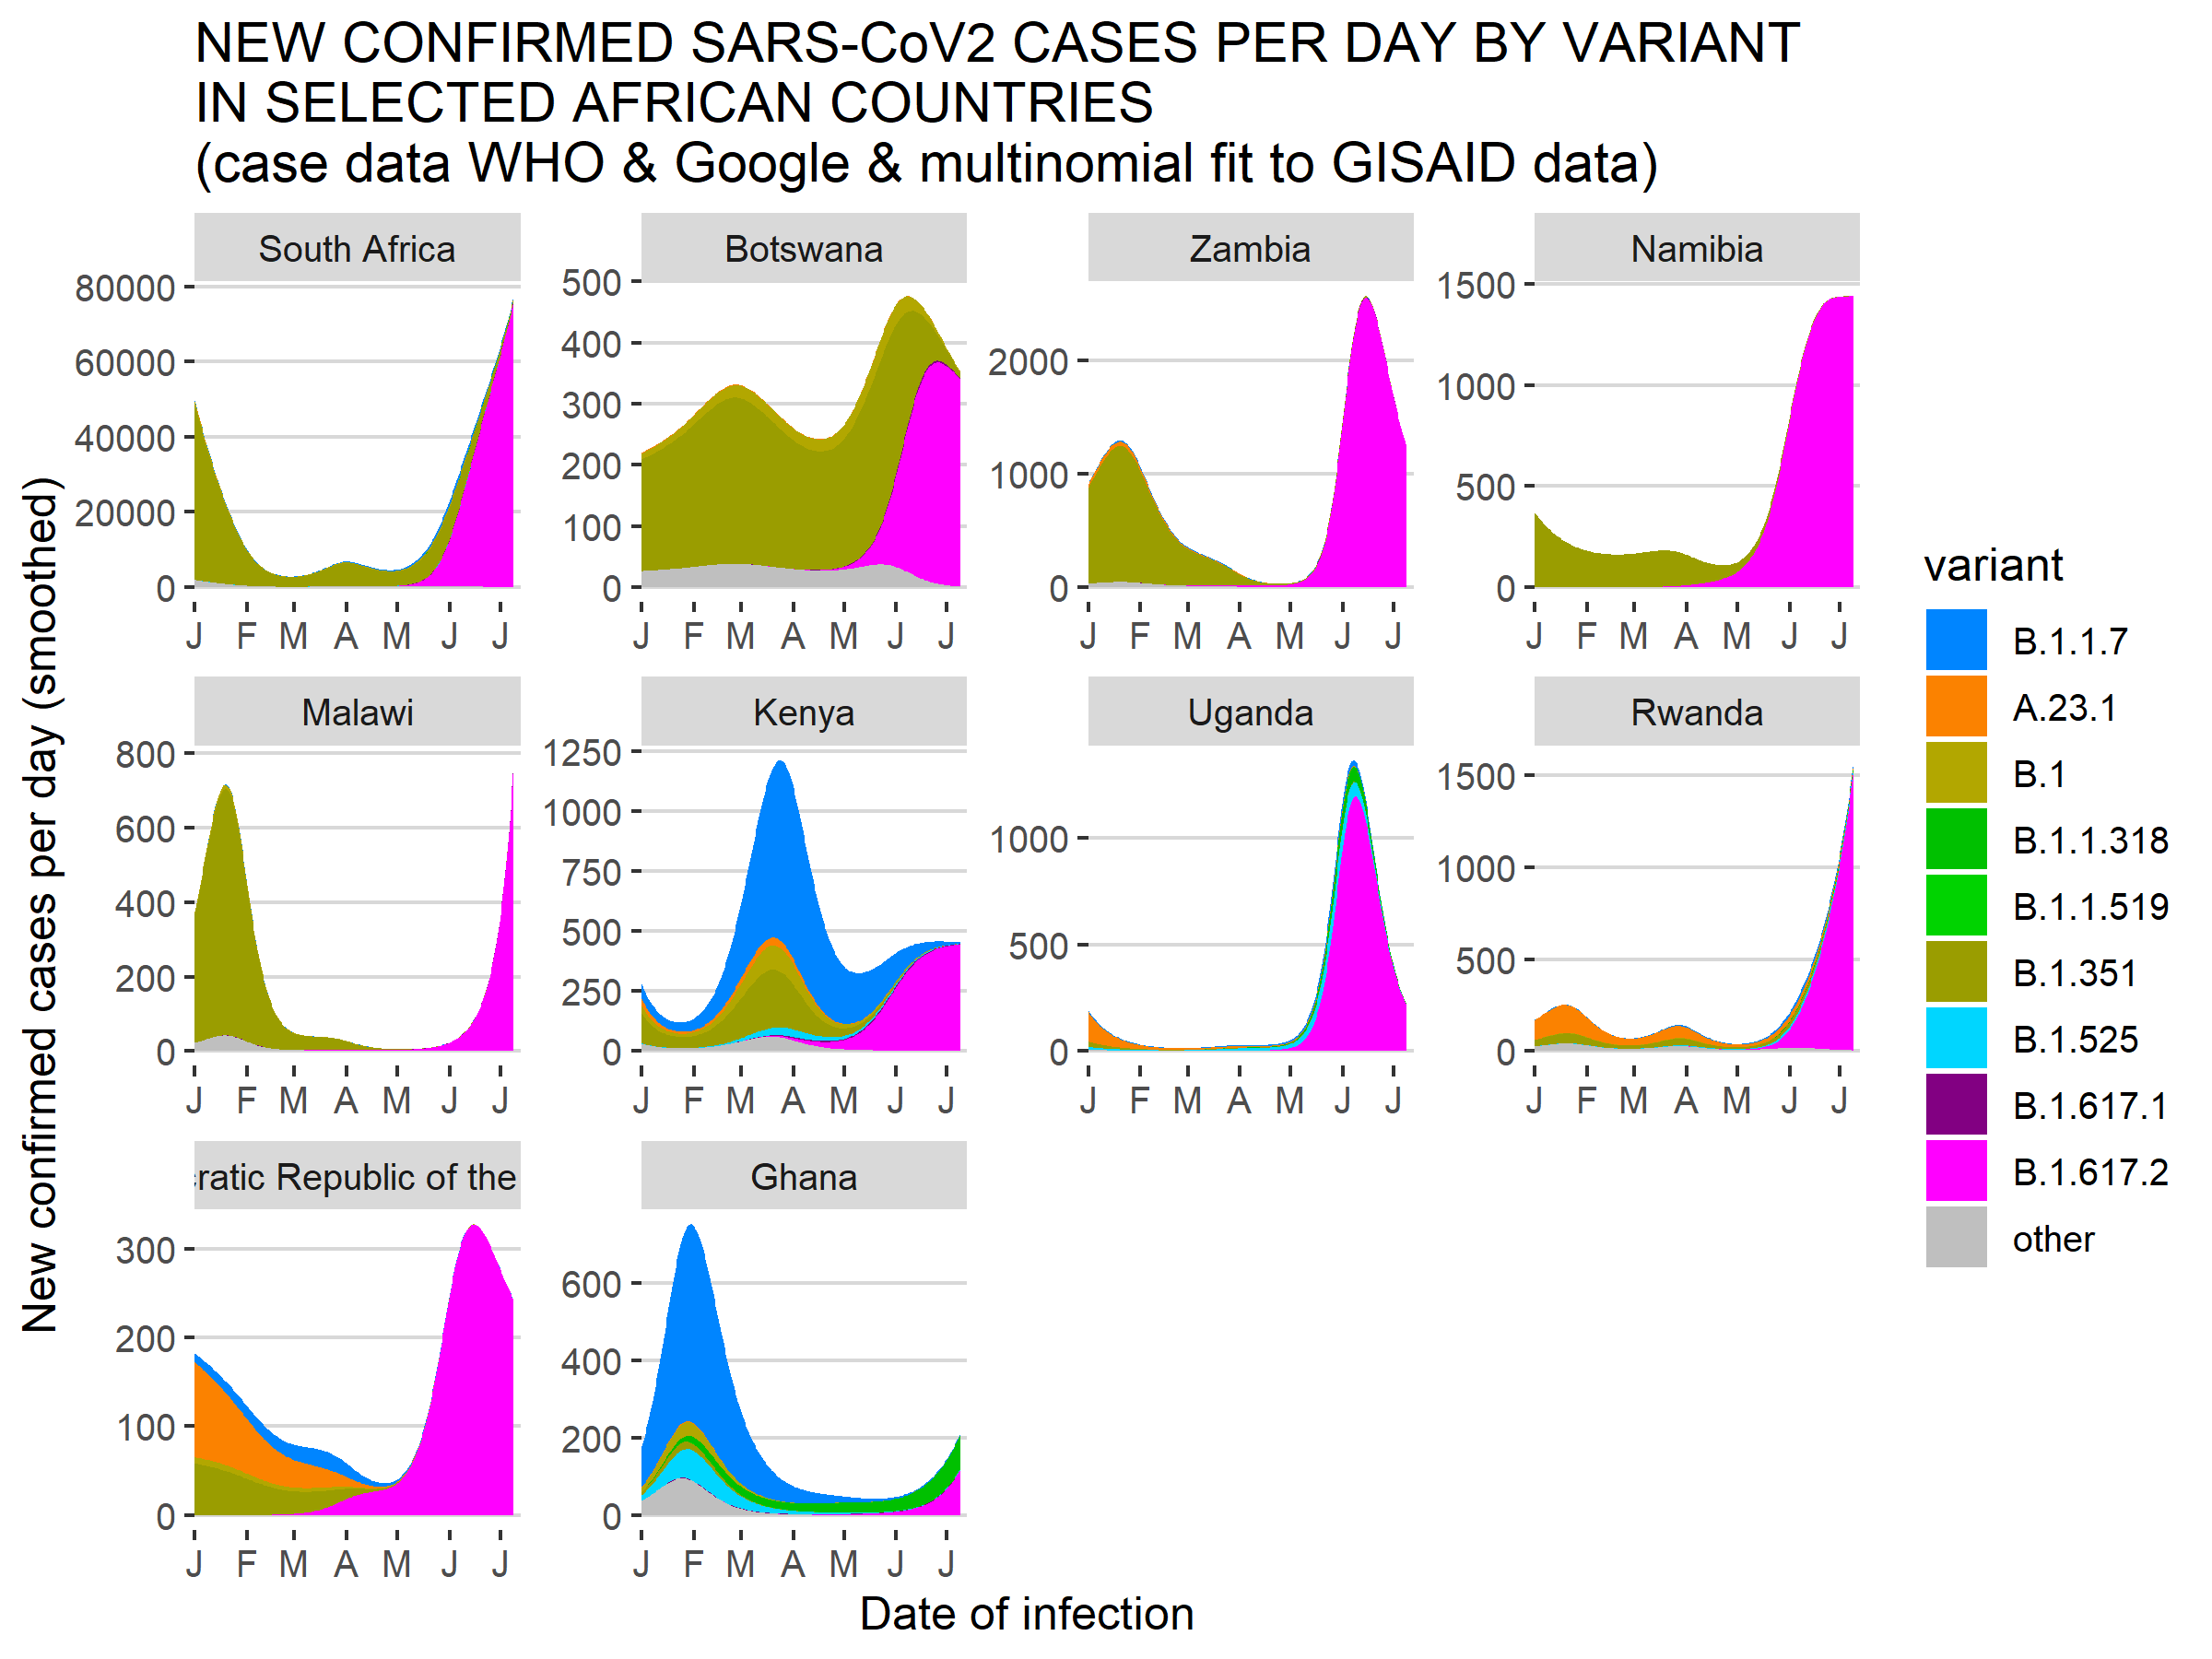 NEW CONFIRMED SARS-CoV2 CASES PER DAY BY VARIANT
IN SELECTED AFRICAN COUNTRIES
(case data WHO & Google & multinomial fit to GISAID data)
New confirmed cases per day (smoothed)
South Africa
80000
60000
40000
20000
0
J F M A M J J
Botswana
500
400
300
200
100
0
J F M A M J J
Zambia
2000
1000
0
J F M A M J J
Namibia
1500
1000
500
0
J F M A M J J
Malawi
800
600
400
200
0
J F M A M J J
Kenya
1250
1000
750
500
250
0
J F M A M J J
Uganda
1000
500
0
J F M A M J J
Rwanda
1500
1000
500
0
J F M A M J J
cratic Republic of the
300
200
100
0
J F M A M J J
Ghana
600
400
200
0
J F M A M J J
Date of infection
variant
B.1.1.7
A.23.1
B.1
B.1.1.318
B.1.1.519
B.1.351
B.1.525
B.1.617.1
B.1.617.2
other